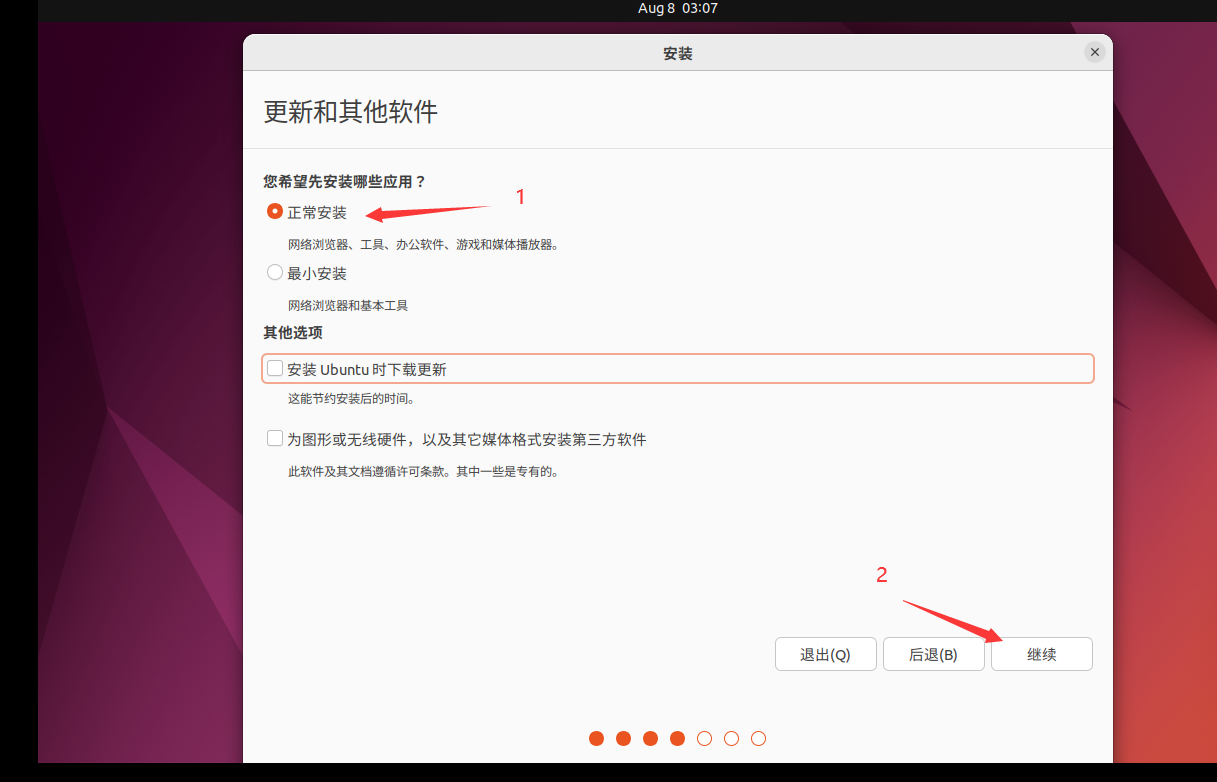 Aug 8 03:07
安装
更新和其他软件
您希望先安装哪些应用？
1
正常安装
网络浏览器、工具、办公软件、游戏和媒体播放器。
最小安装
网络浏览器和基本工具
其他选项
安装 Ubuntu 时下载更新
这能节约安装后的时间。
为图形或无线硬件，以及其它媒体格式安装第三方软件
此软件及其文档遵循许可条款。其中一些是专有的。
2
退出(Q) 后退(B) 继续